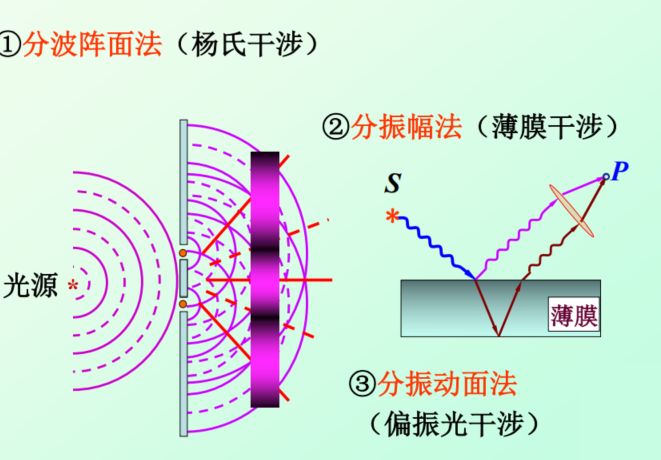 ①分波阵面法（杨氏干涉）
②分振幅法（薄膜干涉）
S
P
光源
薄膜
③分振动面法
（偏振光干涉）